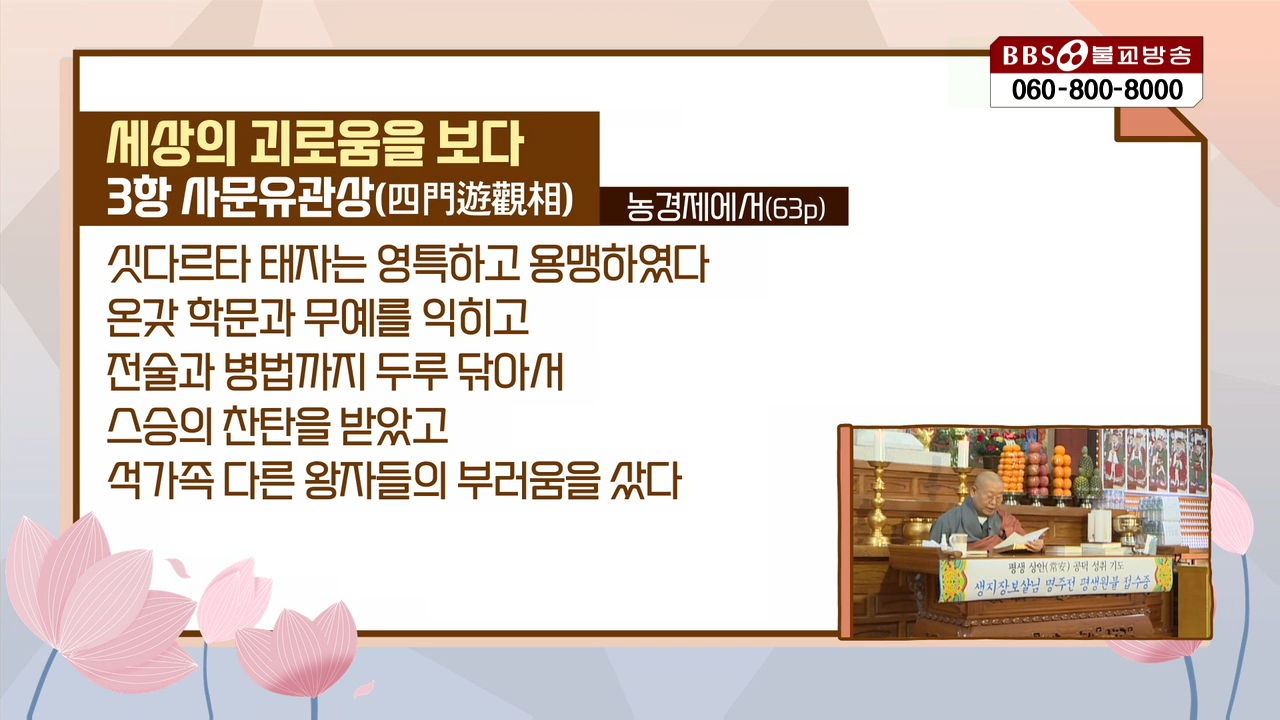 BBS 불교방송
060-800-8000
세상의 괴로움을 보다
3항 사문유관상(四門遊觀相)
농경제에서(63p)
싯다르타 태자는 영특하고 용맹하였다
온갖 학문과 무예를 익히고
전술과 병법까지 두루 닦아서
스승의 찬탄을 받았고
석가족 다른 왕자들의 부러움을 샀다
평생 상안(常安) 공덕 성취 기도
생지장보살님 명주전 평생원불 접수중